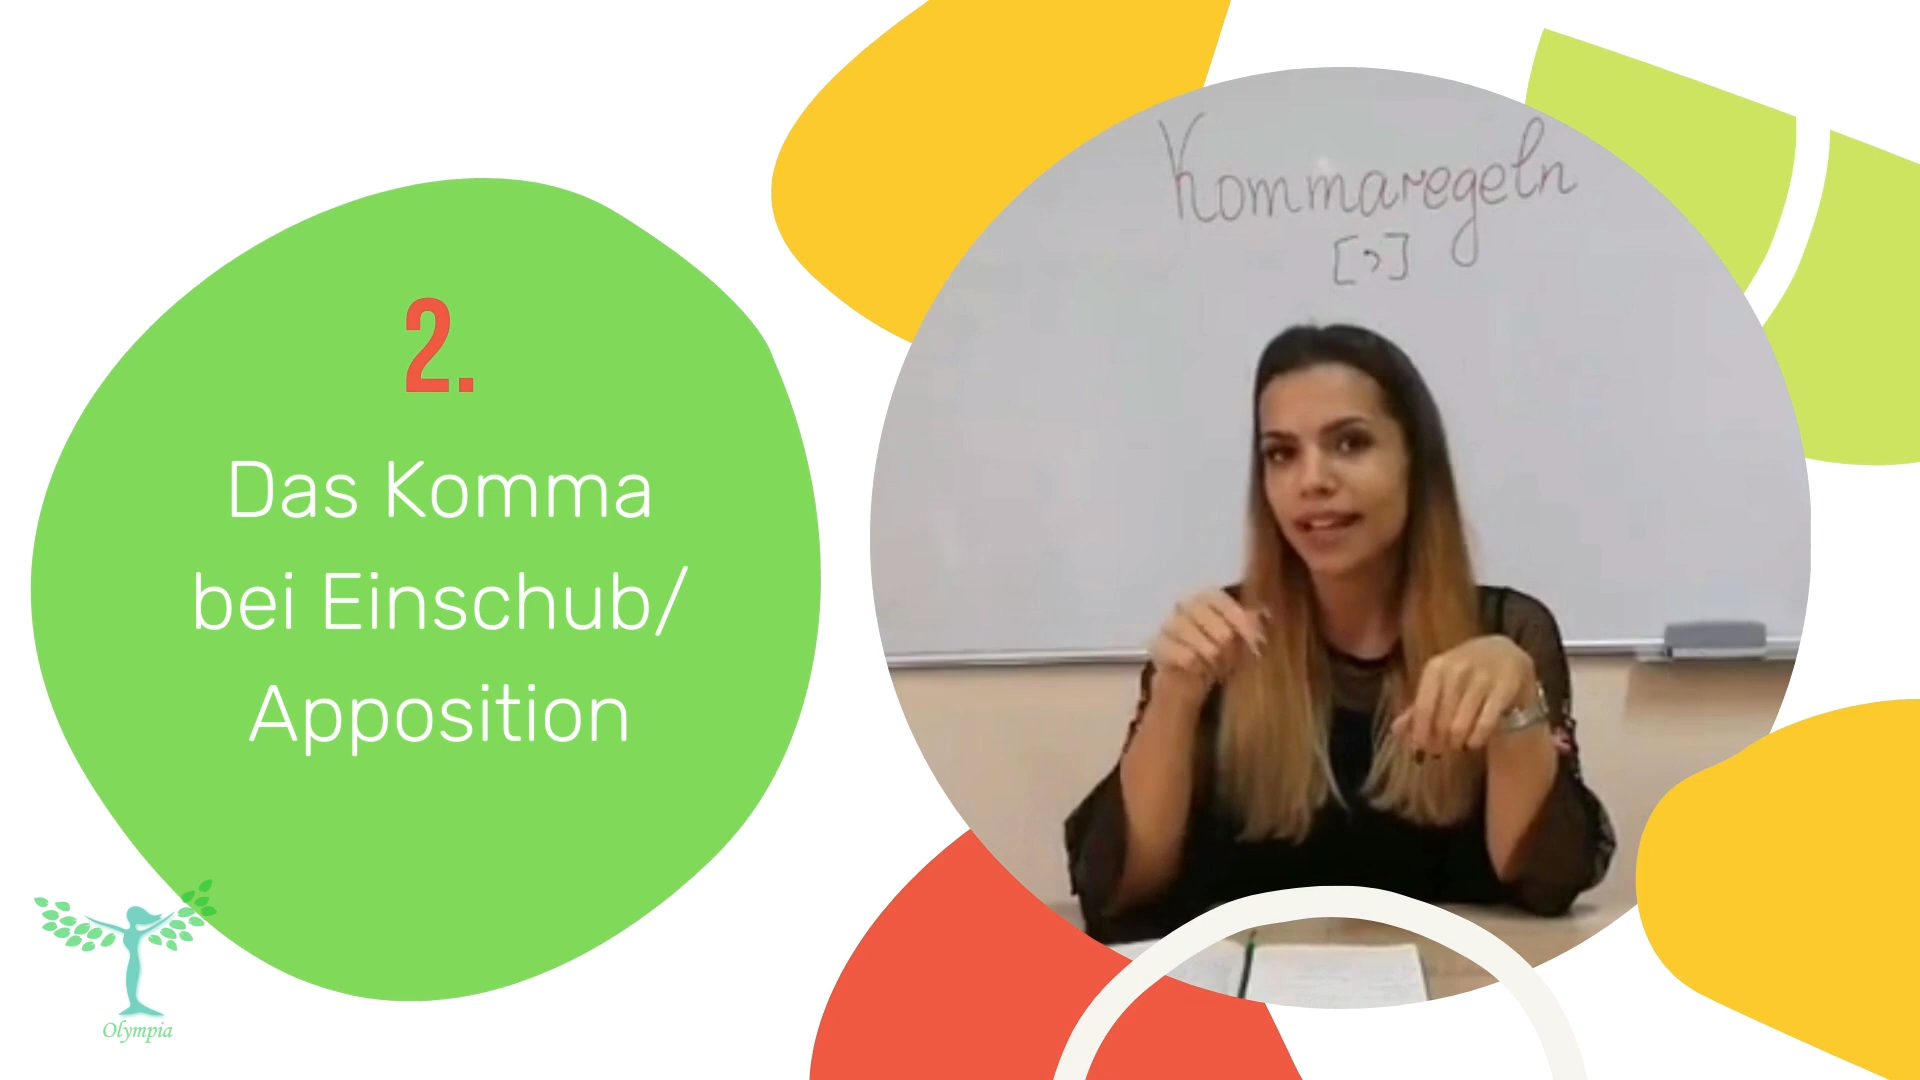 2.
Das Komma
bei Einschub/
Apposition
Kommaregeln
[,]
Olympia